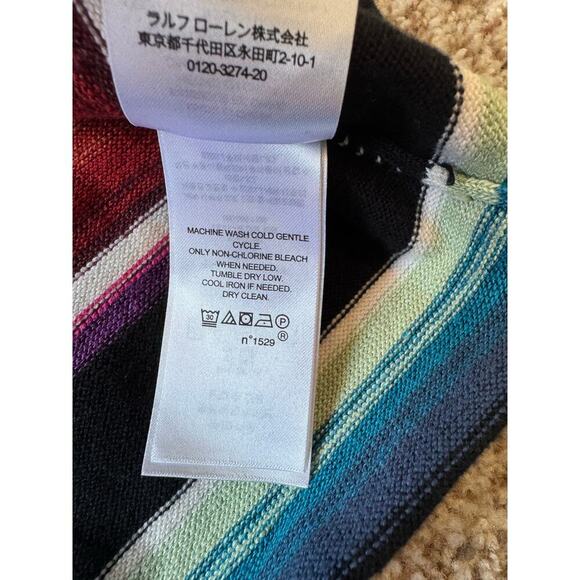 ラルフ ローレン株式会社
東京都千代田区永田町2-10-1
0120-3274-20
MACHINE WASH COLD GENTLE
CYCLE.
ONLY NON-CHLORINE BLEACH
WHEN NEEDED.
TUMBLE DRY LOW.
COOL IRON IF NEEDED.
DRY CLEAN.
30 P
n°1529 ®